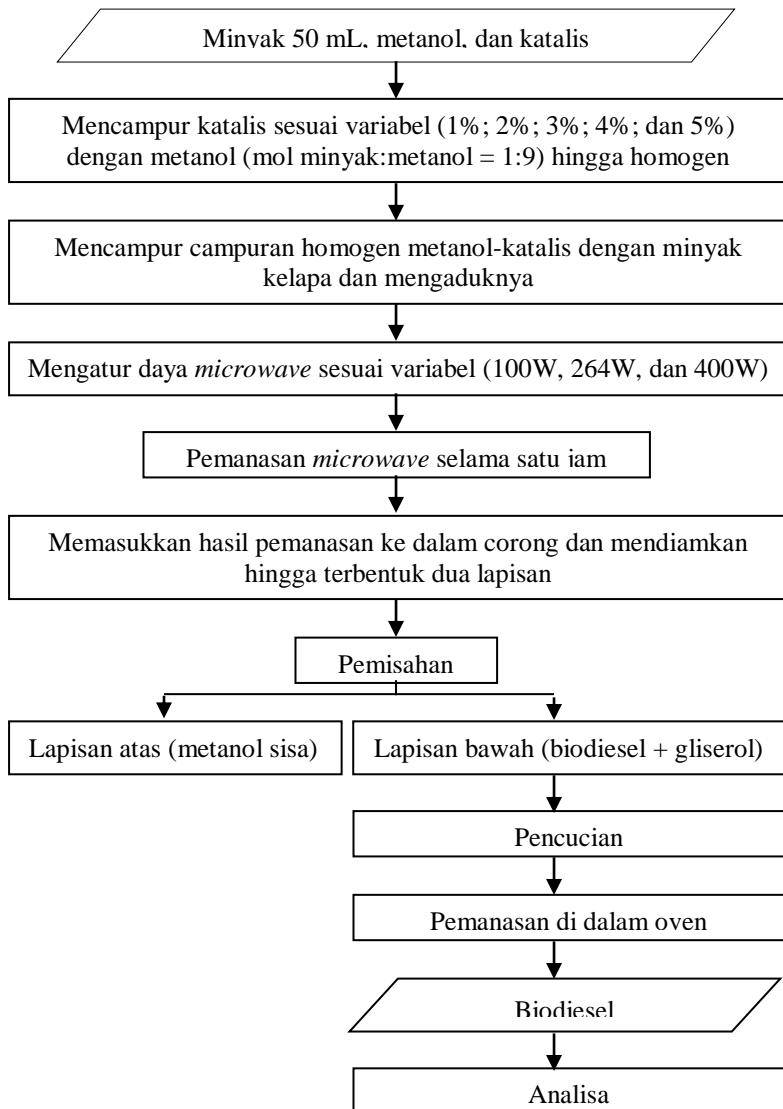 Minyak 50 mL, metanol, dan katalis
Mencampur katalis sesuai variabel (1%; 2%; 3%; 4%; dan 5%)
dengan metanol (mol minyak:metanol = 1:9) hingga homogen
Mencampur campuran homogen metanol-katalis dengan minyak
kelapa dan mengaduknya
Mengatur daya microwave sesuai variabel (100W, 264W, dan 400W)
Pemanasan microwave selama satu jam
Memasukkan hasil pemanasan ke dalam corong dan mendiamkan
hingga terbentuk dua lapisan
Pemisahan
Lapisan atas (metanol sisa)
Lapisan bawah (biodiesel + gliserol)
Pencucian
Pemanasan di dalam oven
Biodiesel
Analisa